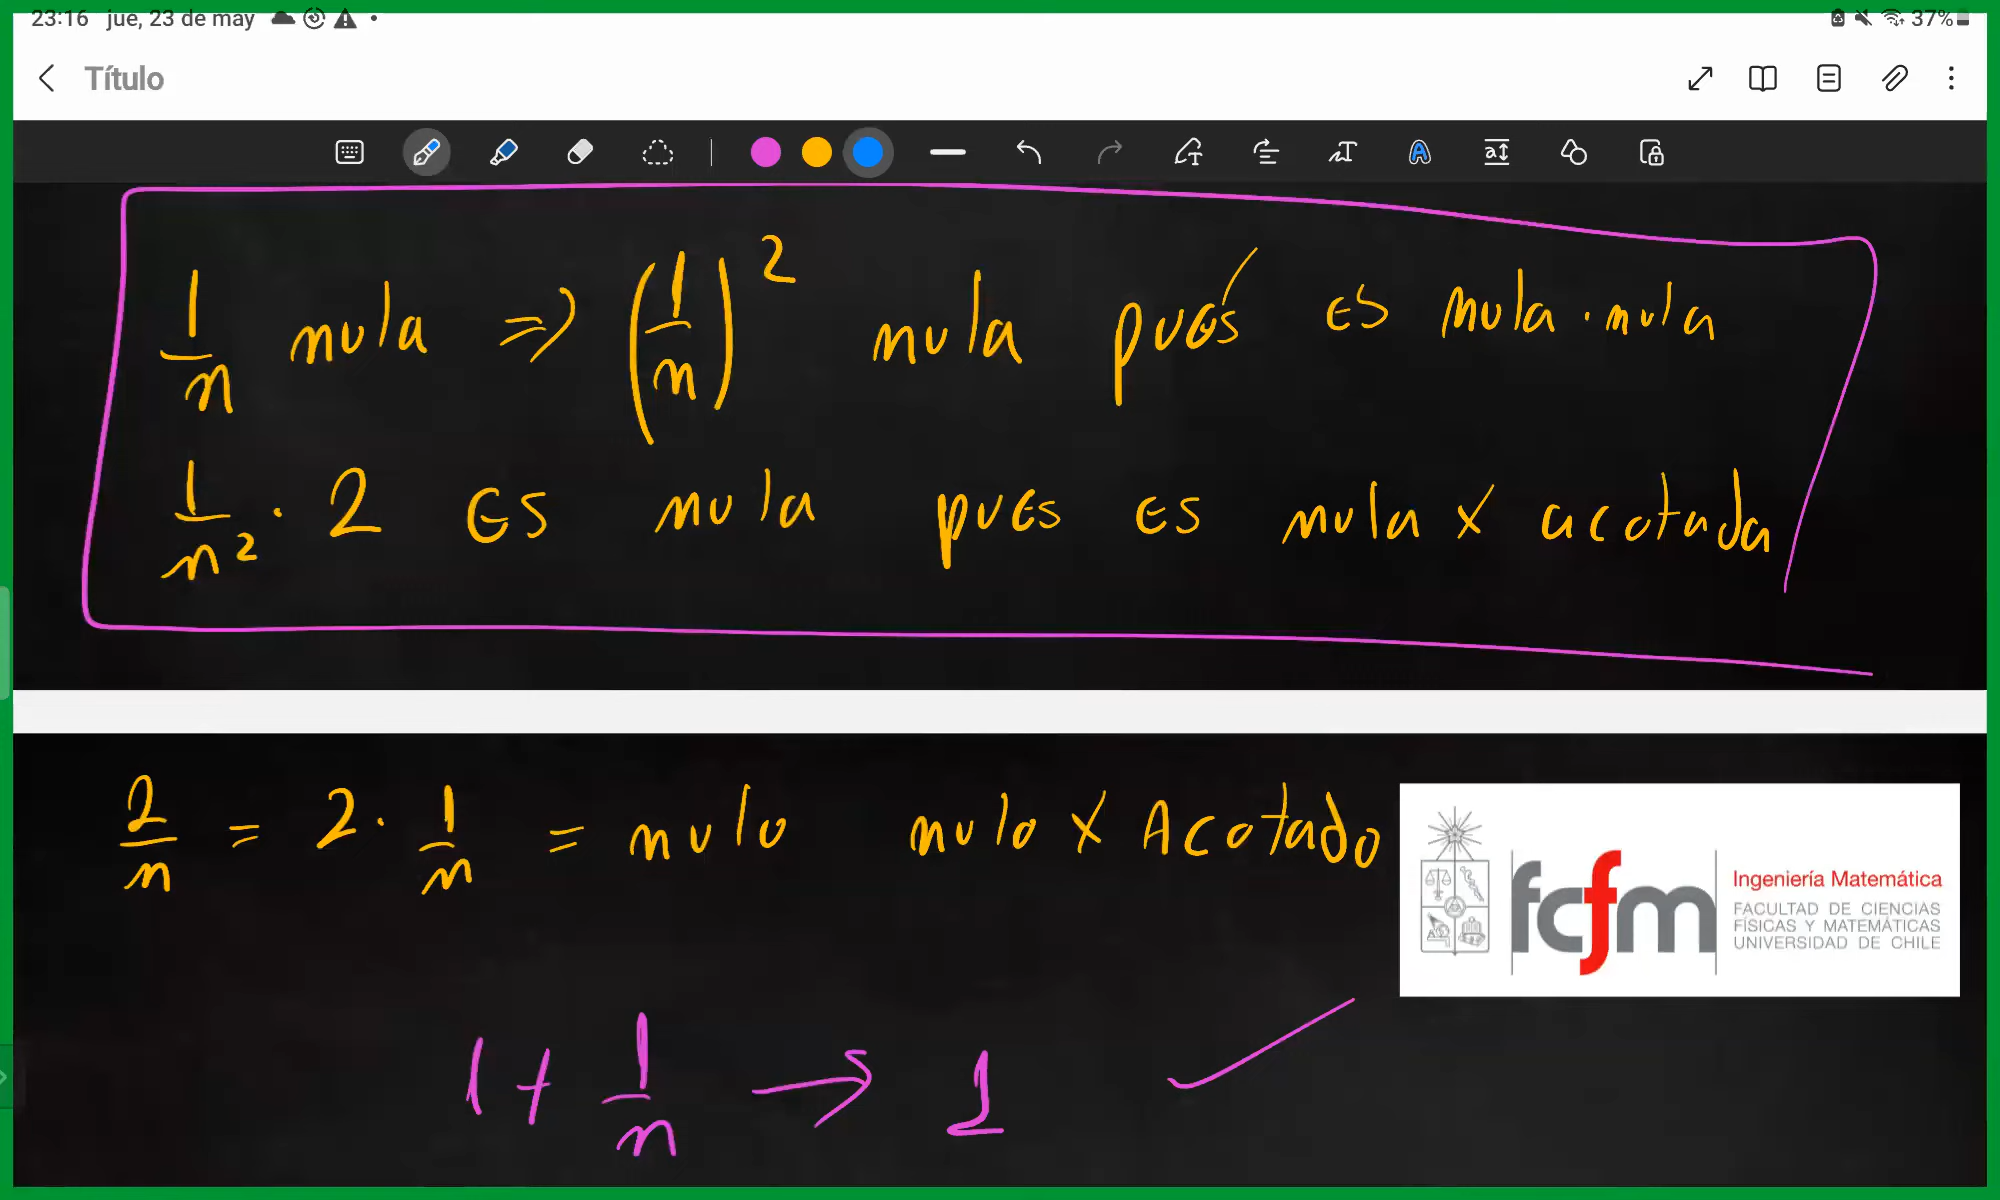 23:16 jue, 23 de may 37%
Título
1/n nula ⇒ (1/n)² nula pues es nula · nula
1/n² · 2 es nula pues es nula x acotada
2/n = 2 · 1/n = nulo nulo x Acotado
fcfm
Ingeniería Matemática
FACULTAD DE CIENCIAS
FÍSICAS Y MATEMÁTICAS
UNIVERSIDAD DE CHILE
1 + 1/n → 1